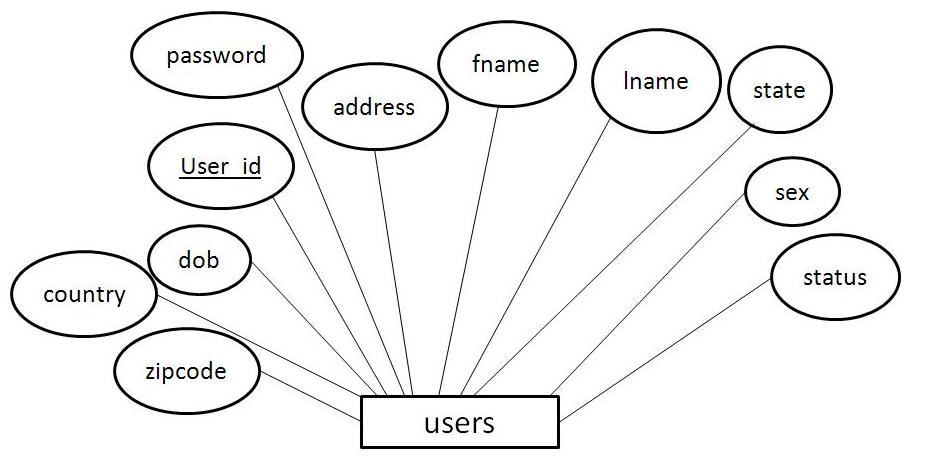 password
fname
lname
state
address
User_id
sex
dob
status
country
zipcode
users